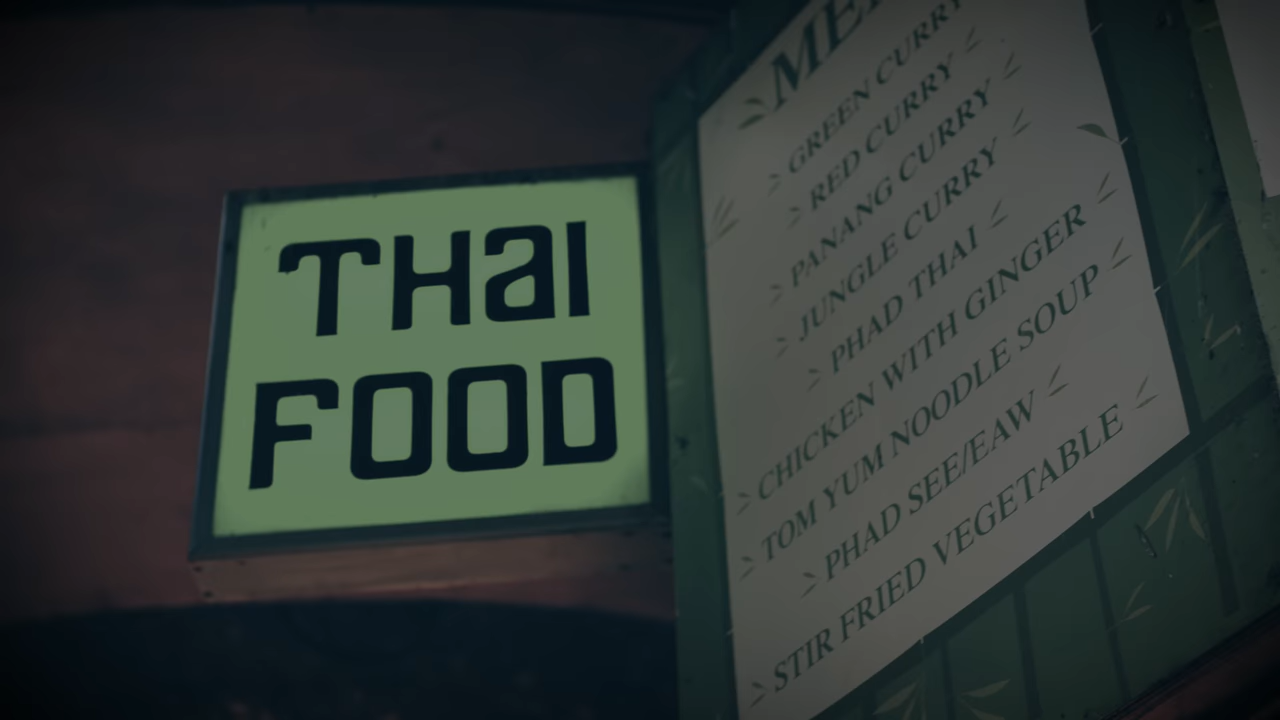 THaI
FOOD
GREEN CURRY
RED CURRY
PANANG CURRY
JUNGLE CURRY
PHAD THAI
CHICKEN WITH GINGER
TOM YUM NOODLE SOUP
PHAD SEE/EAW
STIR FRIED VEGETABLE